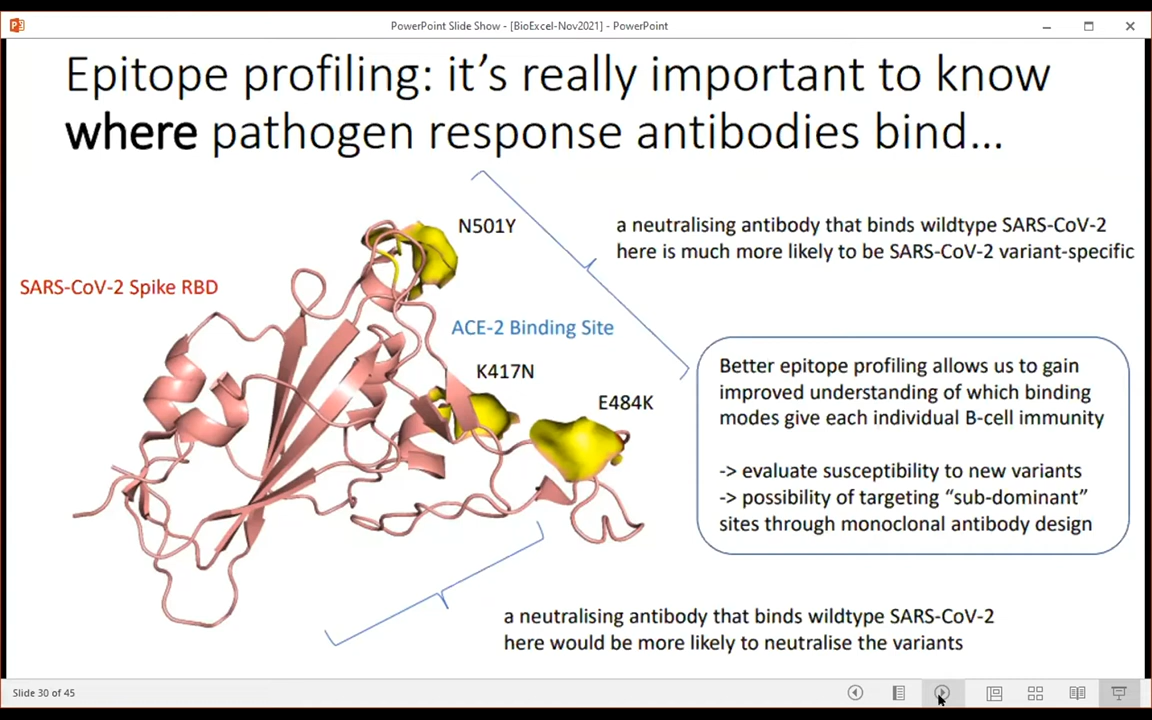 PowerPoint Slide Show - [BioExcel-Nov2021] - PowerPoint
Epitope profiling: it’s really important to know
where pathogen response antibodies bind...
N501Y
a neutralising antibody that binds wildtype SARS-CoV-2
here is much more likely to be SARS-CoV-2 variant-specific
SARS-CoV-2 Spike RBD
ACE-2 Binding Site
K417N
E484K
Better epitope profiling allows us to gain
improved understanding of which binding
modes give each individual B-cell immunity
-> evaluate susceptibility to new variants
-> possibility of targeting “sub-dominant”
sites through monoclonal antibody design
a neutralising antibody that binds wildtype SARS-CoV-2
here would be more likely to neutralise the variants
Slide 30 of 45